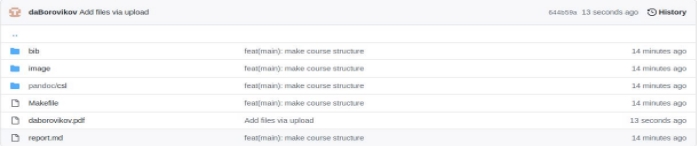 daBorovikov Add files via upload 644b59a 13 seconds ago History
..
bib feat(main): make course structure 14 minutes ago
image feat(main): make course structure 14 minutes ago
pandoc/csl feat(main): make course structure 14 minutes ago
Makefile feat(main): make course structure 14 minutes ago
daborovikov.pdf Add files via upload 13 seconds ago
report.md feat(main): make course structure 14 minutes ago